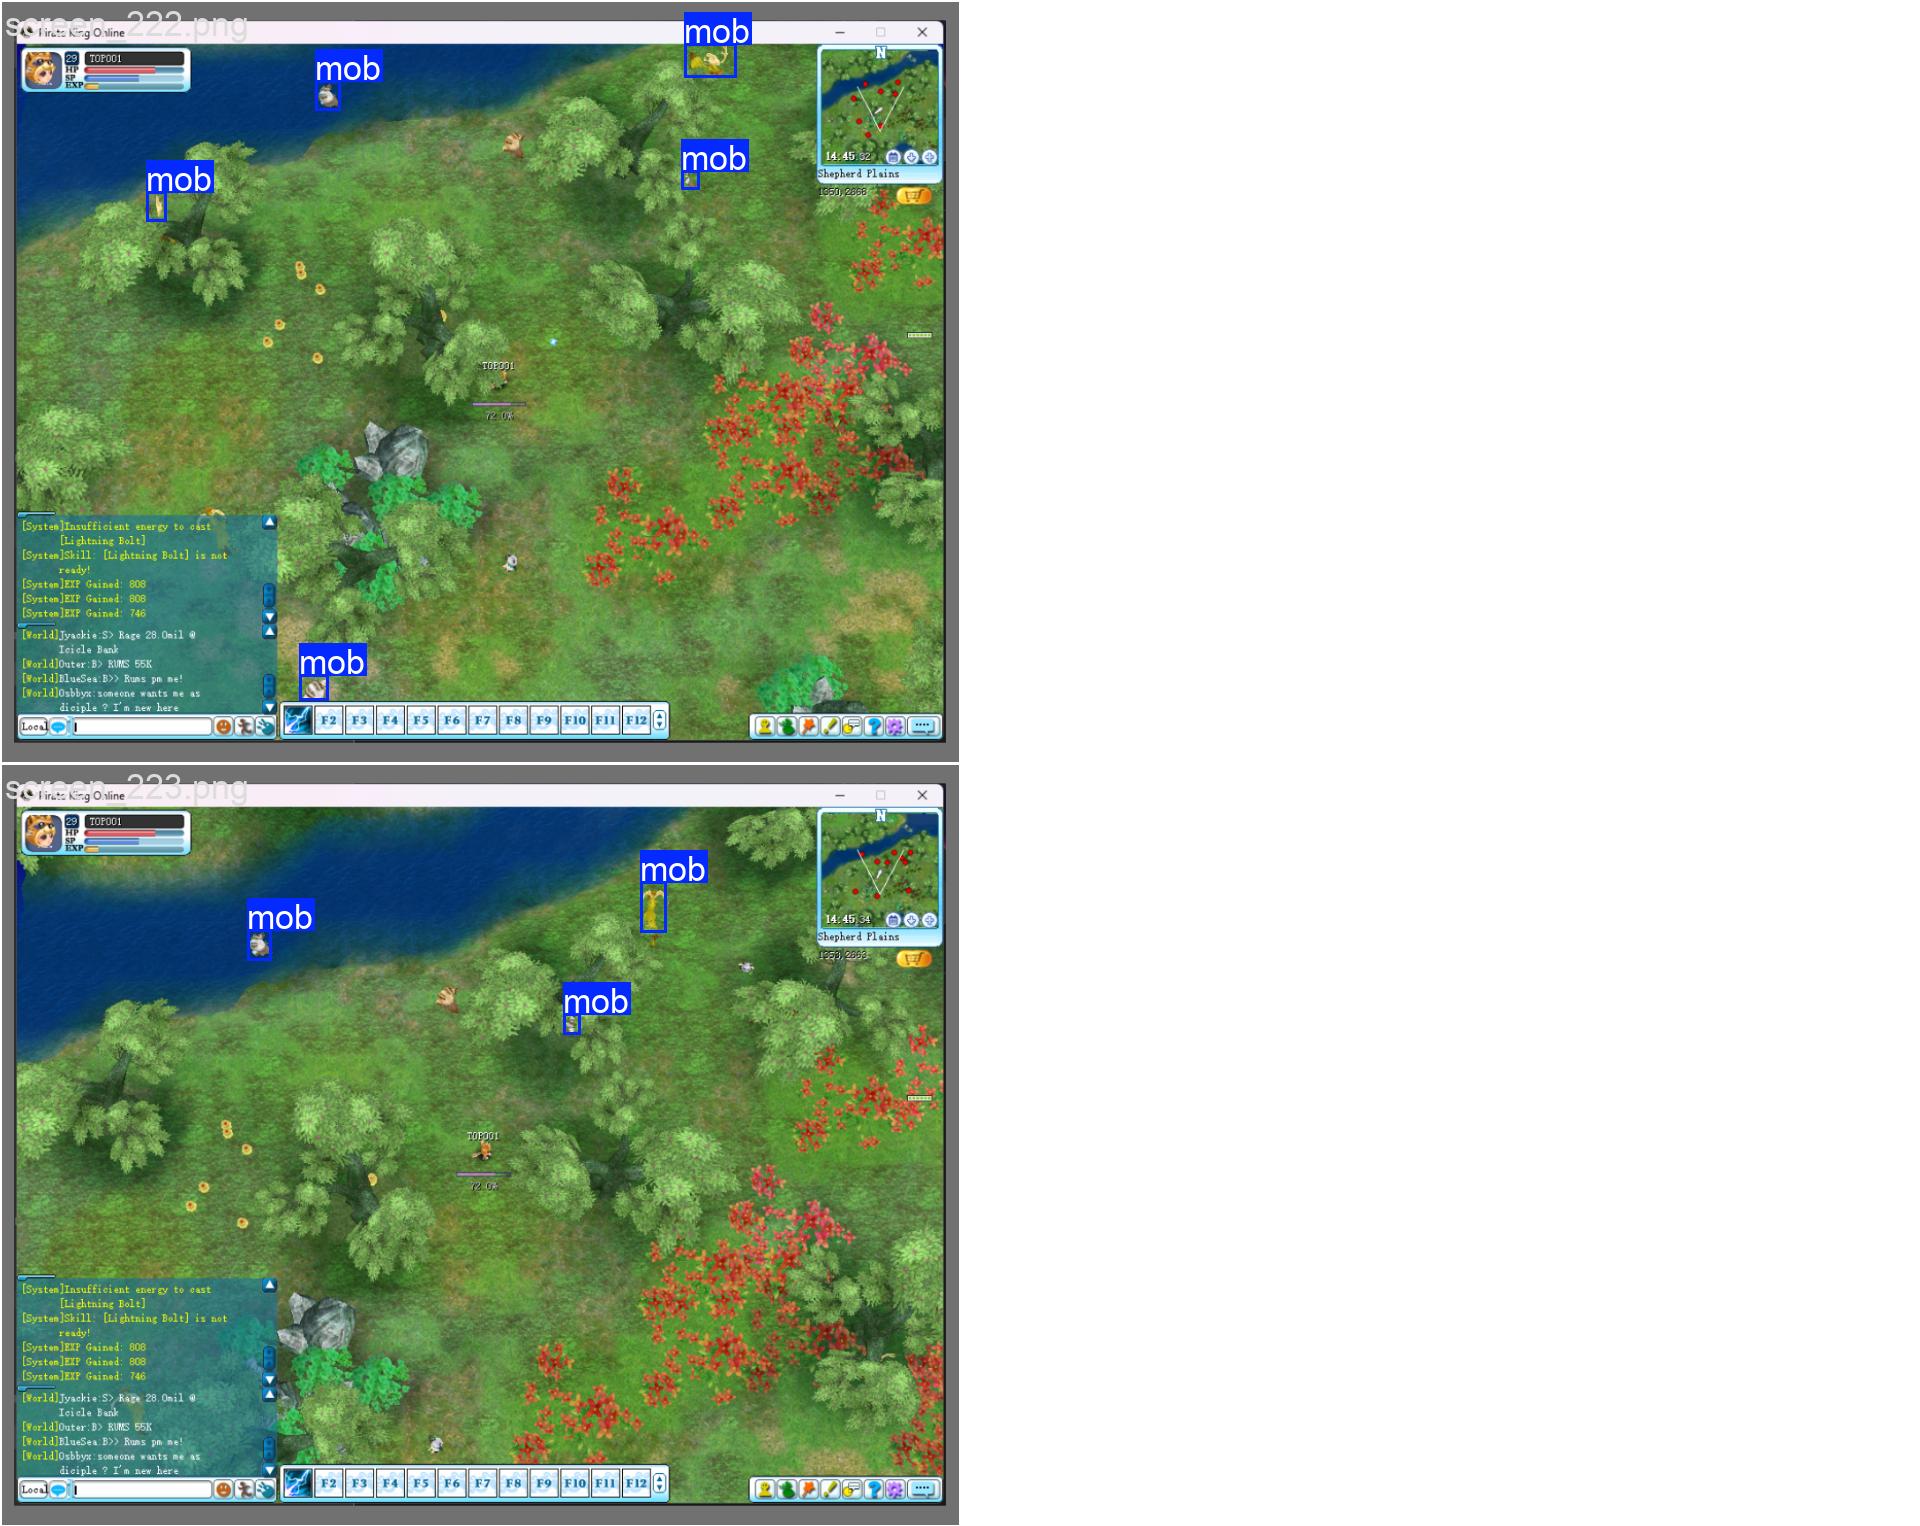 screen_222.png
Pirate King Online
mob
mob
29 TOP001
HP
SP
EXP
N
mob
mob
14:45:32
Shepherd Plains
TOP001
72.0%
[System]Insufficient energy to cast
[Lightning Bolt]
[System]Skill: [Lightning Bolt] is not
ready!
[System]EXP Gained: 808
[System]EXP Gained: 808
[System]EXP Gained: 746
[World]Jyackie:S> Rage 28.0mil @
Icicle Bank
[World]Outer:B> RUMS 55K
[World]BlueSea:B>> Rums pm me!
[World]Osbbyx:someone wants me as
diciple ? I'm new here
mob
Local
F2 F3 F4 F5 F6 F7 F8 F9 F10 F11 F12
screen_223.png
Pirate King Online
29 TOP001
HP
SP
EXP
N
mob
mob
14:45:34
Shepherd Plains
mob
TOP001
72.0%
[System]Insufficient energy to cast
[Lightning Bolt]
[System]Skill: [Lightning Bolt] is not
ready!
[System]EXP Gained: 808
[System]EXP Gained: 808
[System]EXP Gained: 746
[World]Jyackie:S> Rage 28.0mil @
Icicle Bank
[World]Outer:B> RUMS 55K
[World]BlueSea:B>> Rums pm me!
[World]Osbbyx:someone wants me as
diciple ? I'm new here
Local
F2 F3 F4 F5 F6 F7 F8 F9 F10 F11 F12